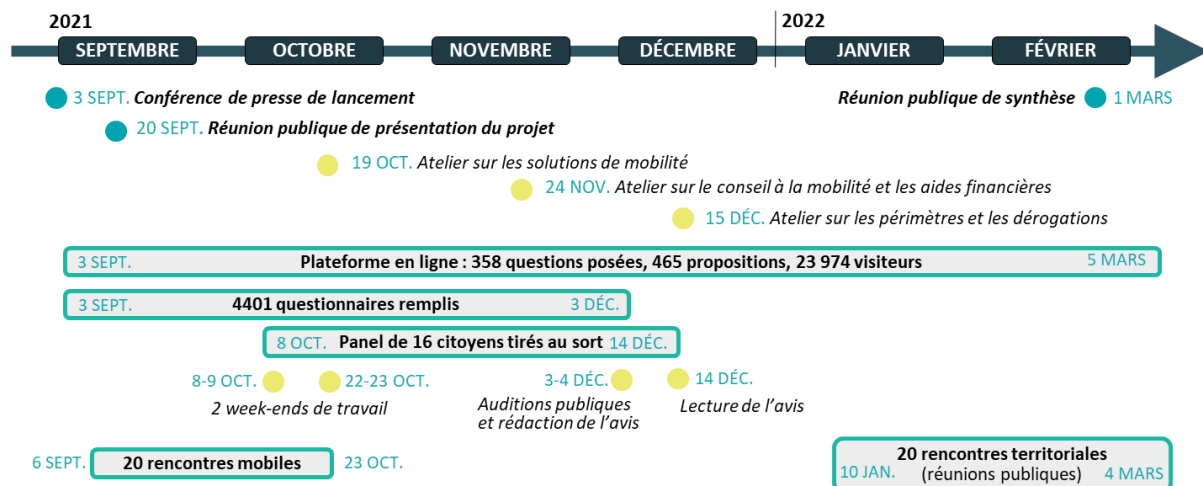 2021
2022
SEPTEMBRE OCTOBRE NOVEMBRE DÉCEMBRE JANVIER FÉVRIER
3 SEPT. Conférence de presse de lancement
Réunion publique de synthèse 1 MARS
20 SEPT. Réunion publique de présentation du projet
19 OCT. Atelier sur les solutions de mobilité
24 NOV. Atelier sur le conseil à la mobilité et les aides financières
15 DÉC. Atelier sur les périmètres et les dérogations
3 SEPT. Plateforme en ligne : 358 questions posées, 465 propositions, 23 974 visiteurs 5 MARS
3 SEPT. 4401 questionnaires remplis 3 DÉC.
8 OCT. Panel de 16 citoyens tirés au sort 14 DÉC.
8-9 OCT. 22-23 OCT. 3-4 DÉC. 14 DÉC.
2 week-ends de travail
Auditions publiques
et rédaction de l'avis
Lecture de l'avis
6 SEPT. 20 rencontres mobiles 23 OCT.
20 rencontres territoriales
10 JAN. (réunions publiques) 4 MARS